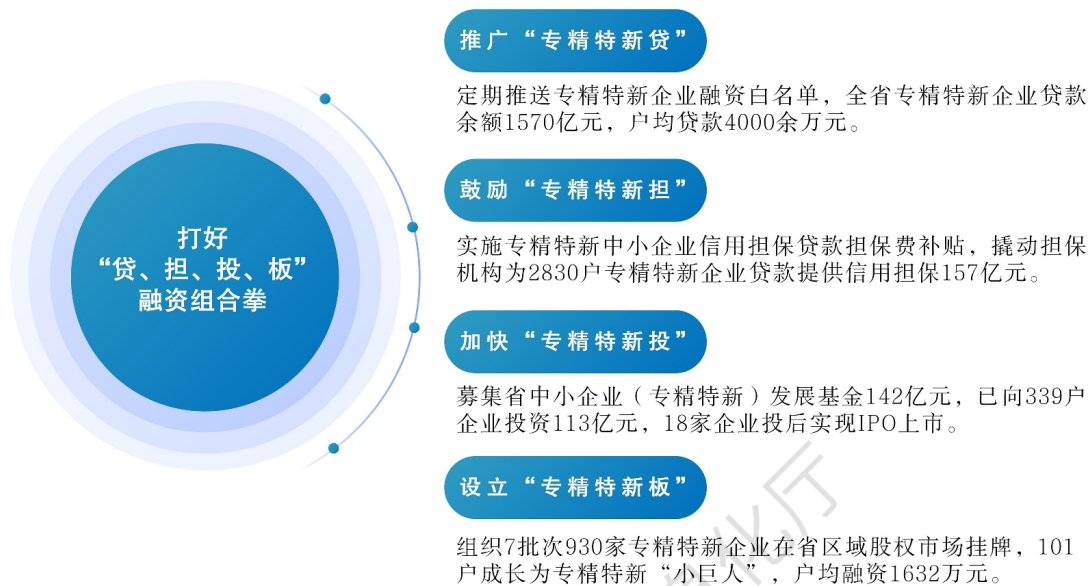 打好
“贷、担、投、板”
融资组合拳
推广“专精特新贷”
定期推送专精特新企业融资白名单，全省专精特新企业贷款
余额1570亿元，户均贷款4000余万元。
鼓励“专精特新担”
实施专精特新中小企业信用担保贷款担保费补贴，撬动担保
机构为2830户专精特新企业贷款提供信用担保157亿元。
加快“专精特新投”
募集省中小企业（专精特新）发展基金142亿元，已向339户
企业投资113亿元，18家企业投后实现IPO上市。
设立“专精特新板”
组织7批次930家专精特新企业在省区域股权市场挂牌，101
户成长为专精特新“小巨人”，户均融资1632万元。
化厅